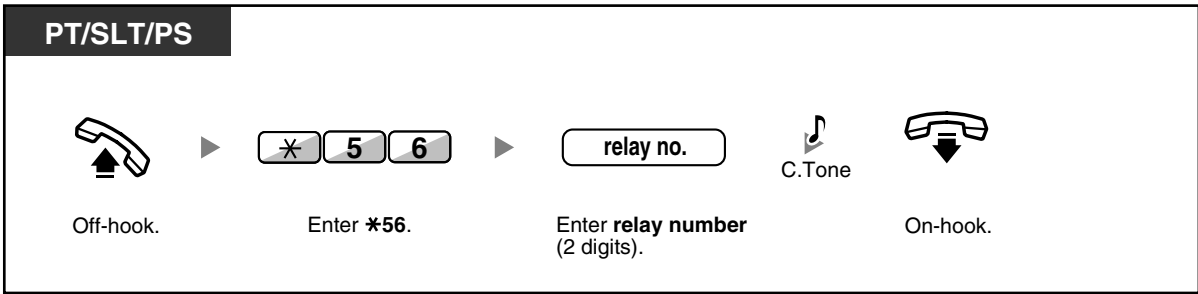 PT/SLT/PS
✳ 5 6
relay no.
C.Tone
Off-hook.
Enter ✳56.
Enter relay number
(2 digits).
On-hook.